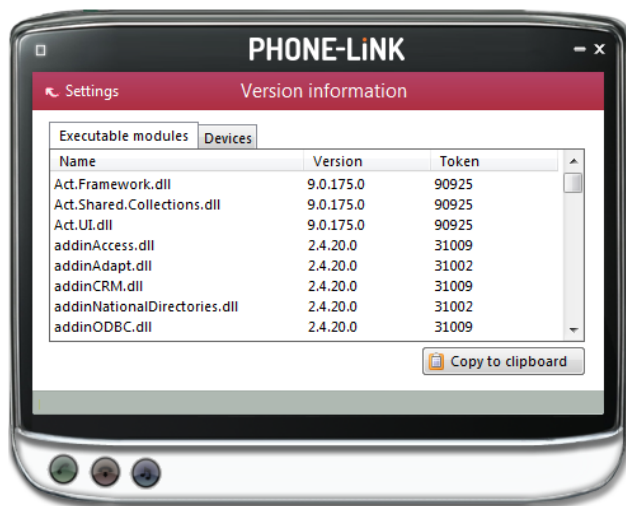 PHONE-LiNK
Settings
Version information
Executable modules Devices
Name Version Token
Act.Framework.dll 9.0.175.0 90925
Act.Shared.Collections.dll 9.0.175.0 90925
Act.UI.dll 9.0.175.0 90925
addinAccess.dll 2.4.20.0 31009
addinAdapt.dll 2.4.20.0 31002
addinCRM.dll 2.4.20.0 31009
addinNationalDirectories.dll 2.4.20.0 31002
addinODBC.dll 2.4.20.0 31009
Copy to clipboard